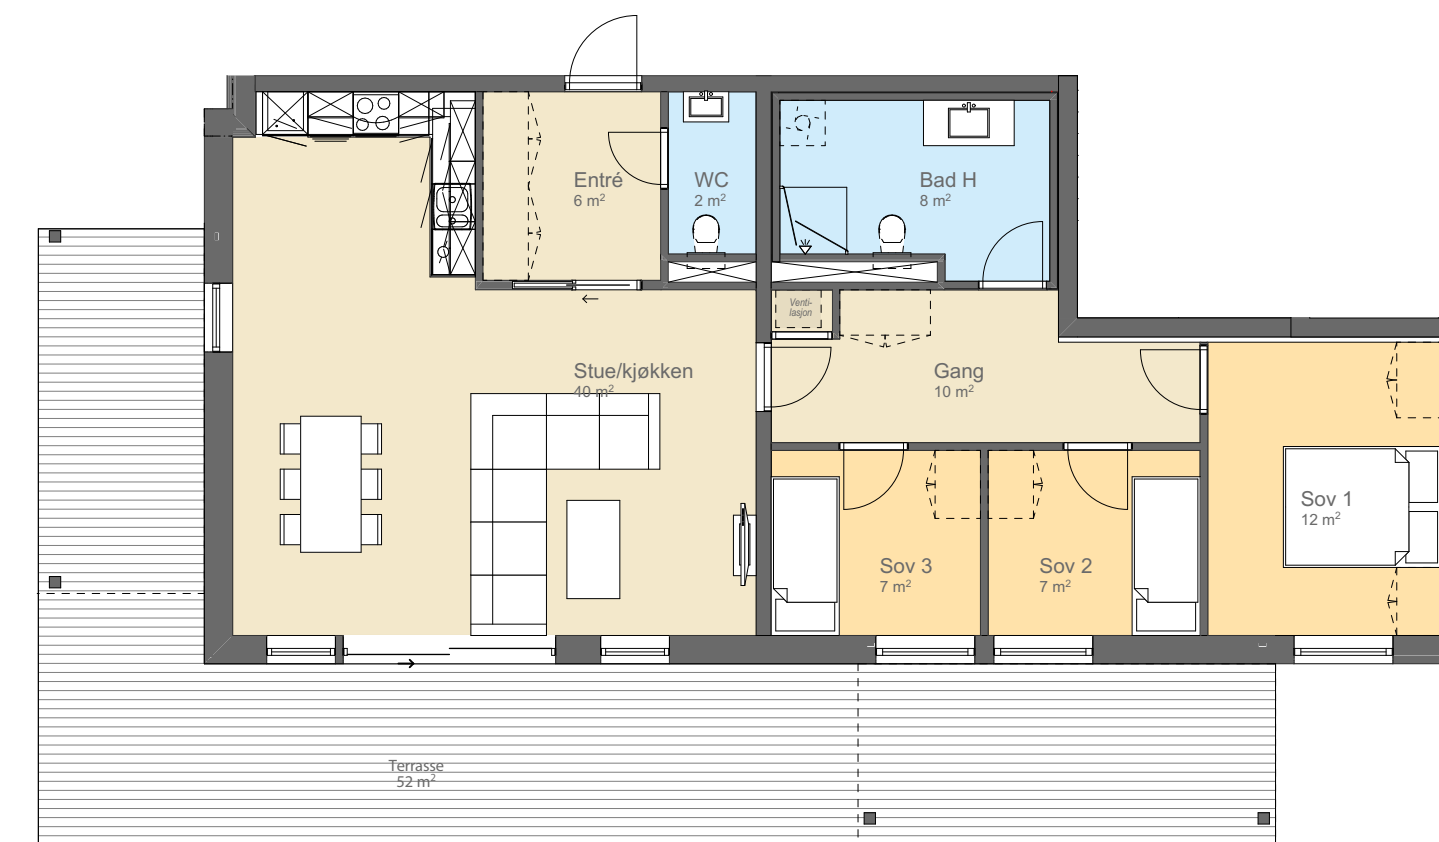 Entré
6 m²
WC
2 m²
Bad H
8 m²
Venti-
lasjon
Stue/kjøkken
40 m²
Gang
10 m²
Sov 1
12 m²
Sov 3
7 m²
Sov 2
7 m²
Terrasse
52 m²